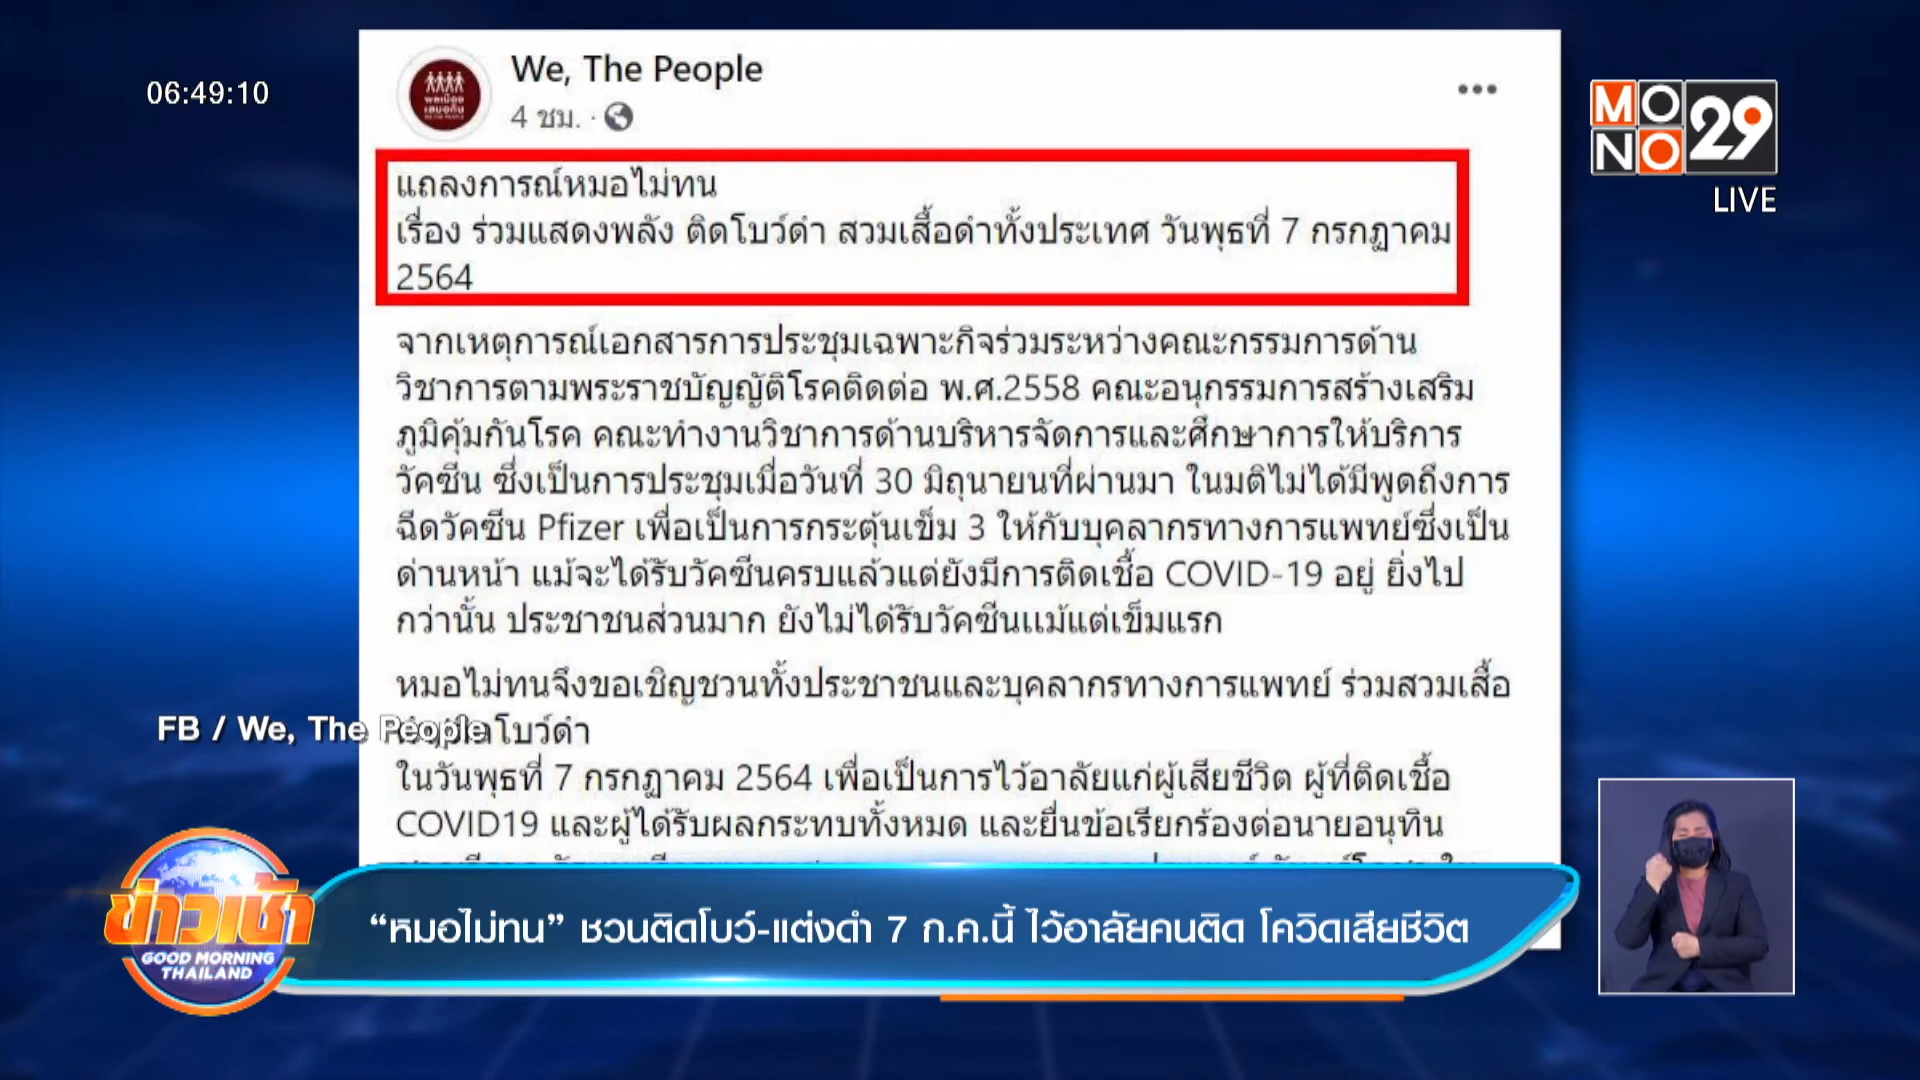 06:49:10
We, The People
4 ชม. ·
พลเมือง
เสมอกัน
MONO 29
LIVE
แถลงการณ์หมอไม่ทน
เรื่อง ร่วมแสดงพลัง ติดโบว์ดำ สวมเสื้อดำทั้งประเทศ วันพุธที่ 7 กรกฏาคม
2564
จากเหตุการณ์เอกสารการประชุมเฉพาะกิจร่วมระหว่างคณะกรรมการด้าน
วิชาการตามพระราชบัญญัติโรคติดต่อ พ.ศ.2558 คณะอนุกรรมการสร้างเสริม
ภูมิคุ้มกันโรค คณะทำงานวิชาการด้านบริหารจัดการและศึกษาการให้บริการ
วัคซีน ซึ่งเป็นการประชุมเมื่อวันที่ 30 มิถุนายนที่ผ่านมา ในมติไม่ได้มีพูดถึงการ
ฉีดวัคซีน Pfizer เพื่อเป็นการกระตุ้นเข็ม 3 ให้กับบุคลากรทางการแพทย์ซึ่งเป็น
ด่านหน้า แม้จะได้รับวัคซีนครบแล้วแต่ยังมีการติดเชื้อ COVID-19 อยู่ ยิ่งไป
กว่านั้น ประชาชนส่วนมาก ยังไม่ได้รับวัคซีนแม้แต่เข็มแรก
หมอไม่ทนจึงขอเชิญชวนทั้งประชาชนและบุคลากรทางการแพทย์ ร่วมสวมเสื้อ
โบว์ดำ
FB / We, The People
ในวันพุธที่ 7 กรกฏาคม 2564 เพื่อเป็นการไว้อาลัยแก่ผู้เสียชีวิต ผู้ที่ติดเชื้อ
COVID19 และผู้ได้รับผลกระทบทั้งหมด และยื่นข้อเรียกร้องต่อนายอนุทิน
ข่าวเช้า
GOOD MORNING
THAILAND
“หมอไม่ทน” ชวนติดโบว์-แต่งดำ 7 ก.ค.นี้ ไว้อาลัยคนติด โควิดเสียชีวิต